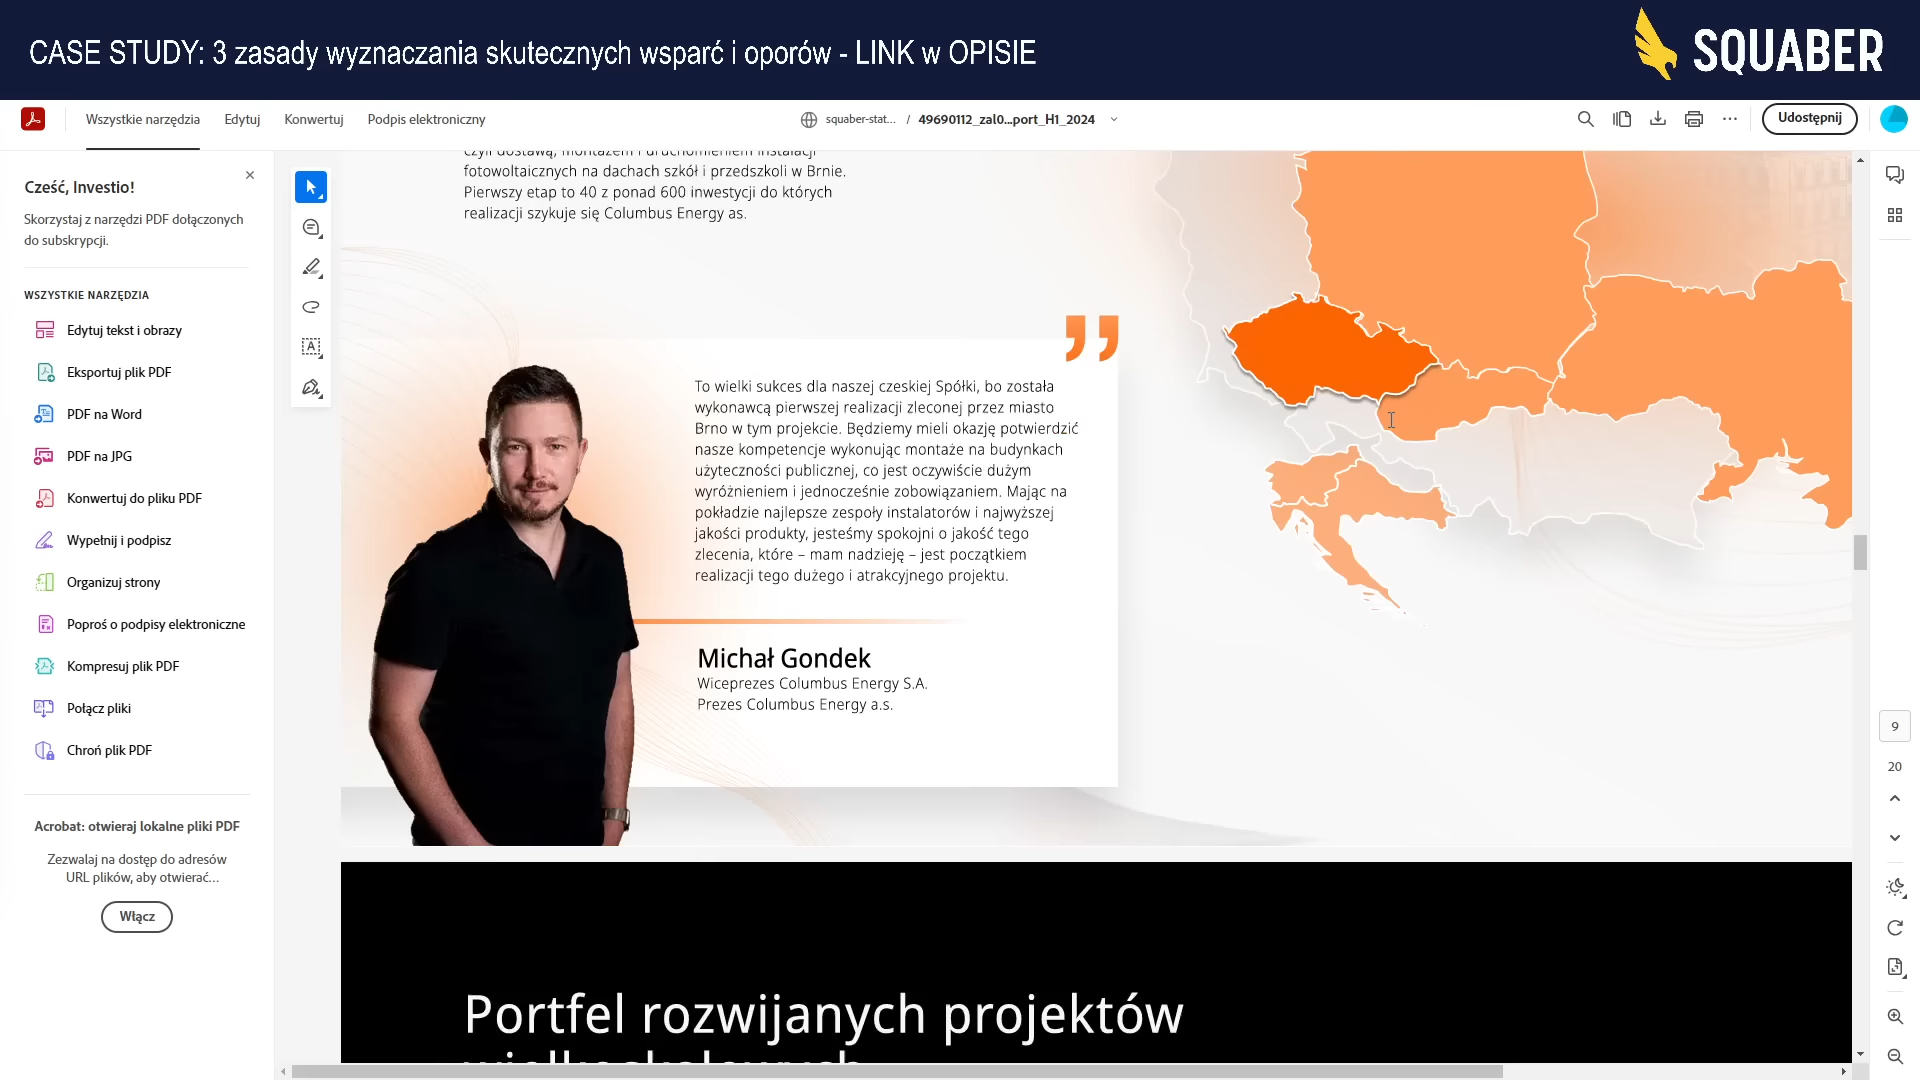 CASE STUDY: 3 zasady wyznaczania skutecznych wsparć i oporów - LINK w OPISIE
SQUABER
Wszystkie narzędzia
Edytuj
Konwertuj
Podpis elektroniczny
squaber-stat...
/
49690112_zal0...port_H1_2024
Udostępnij
Cześć, Investio!
Skorzystaj z narzędzi PDF dołączonych
do subskrypcji.
WSZYSTKIE NARZĘDZIA
Edytuj tekst i obrazy
Eksportuj plik PDF
PDF na Word
PDF na JPG
Konwertuj do pliku PDF
Wypełnij i podpisz
Organizuj strony
Poproś o podpisy elektroniczne
Kompresuj plik PDF
Połącz pliki
Chroń plik PDF
Acrobat: otwieraj lokalne pliki PDF
Zezwalaj na dostęp do adresów
URL plików, aby otwierać...
Włącz
czyli dostawą, montażem i uruchomieniem instalacji
fotowoltaicznych na dachach szkół i przedszkoli w Brnie.
Pierwszy etap to 40 z ponad 600 inwestycji do których
realizacji szykuje się Columbus Energy as.
”
To wielki sukces dla naszej czeskiej Spółki, bo została
wykonawcą pierwszej realizacji zleconej przez miasto
Brno w tym projekcie. Będziemy mieli okazję potwierdzić
nasze kompetencje wykonując montaże na budynkach
użyteczności publicznej, co jest oczywiście dużym
wyróżnieniem i jednocześnie zobowiązaniem. Mając na
pokładzie najlepsze zespoły instalatorów i najwyższej
jakości produkty, jesteśmy spokojni o jakość tego
zlecenia, które – mam nadzieję – jest początkiem
realizacji tego dużego i atrakcyjnego projektu.
Michał Gondek
Wiceprezes Columbus Energy S.A.
Prezes Columbus Energy a.s.
Portfel rozwijanych projektów
wielkoskalowych
9
20